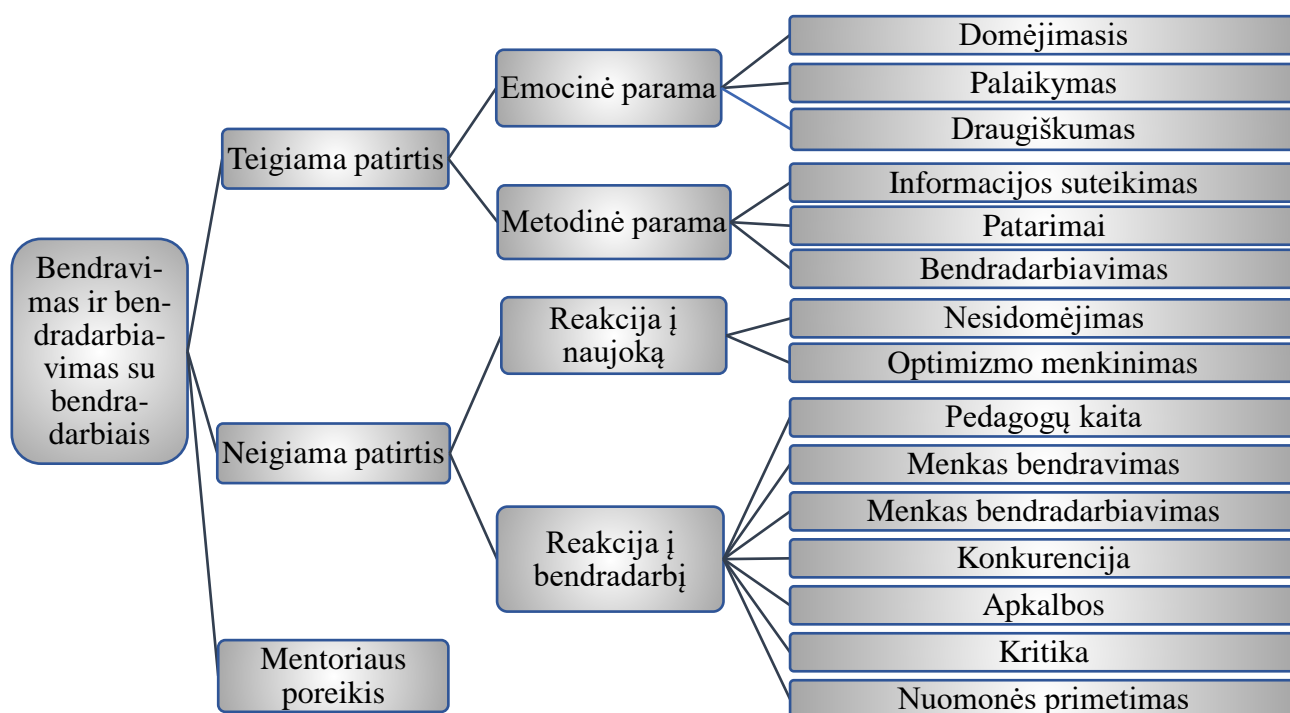 Bendravi-
mas ir ben-
dradarbia-
vimas su
bendra-
darbiais
Teigiama patirtis
Emocinė parama
Domėjimasis
Palaikymas
Draugiškumas
Metodinė parama
Informacijos suteikimas
Patarimai
Bendradarbiavimas
Neigiama patirtis
Reakcija į
naujoką
Nesidomėjimas
Optimizmo menkinimas
Reakcija į
bendradarbį
Pedagogų kaita
Menkas bendravimas
Menkas bendradarbiavimas
Konkurencija
Apkalbos
Kritika
Nuomonės primetimas
Mentoriaus
poreikis